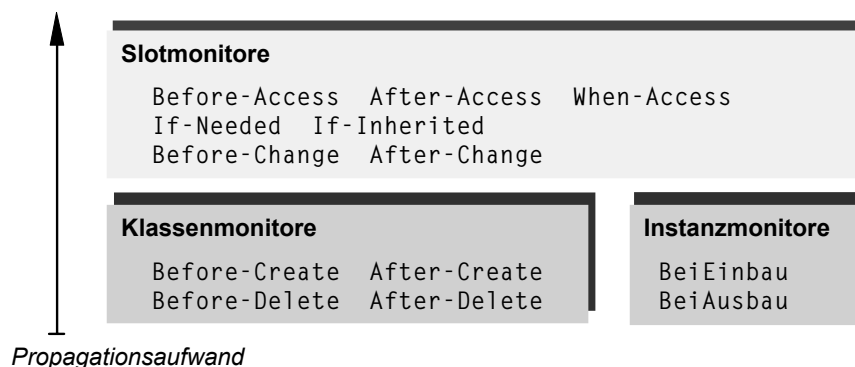 Slotmonitore
Before-Access After-Access When-Access
If-Needed If-Inherited
Before-Change After-Change
Klassenmonitore
Before-Create After-Create
Before-Delete After-Delete
Instanzmonitore
BeiEinbau
BeiAusbau
Propagationsaufwand